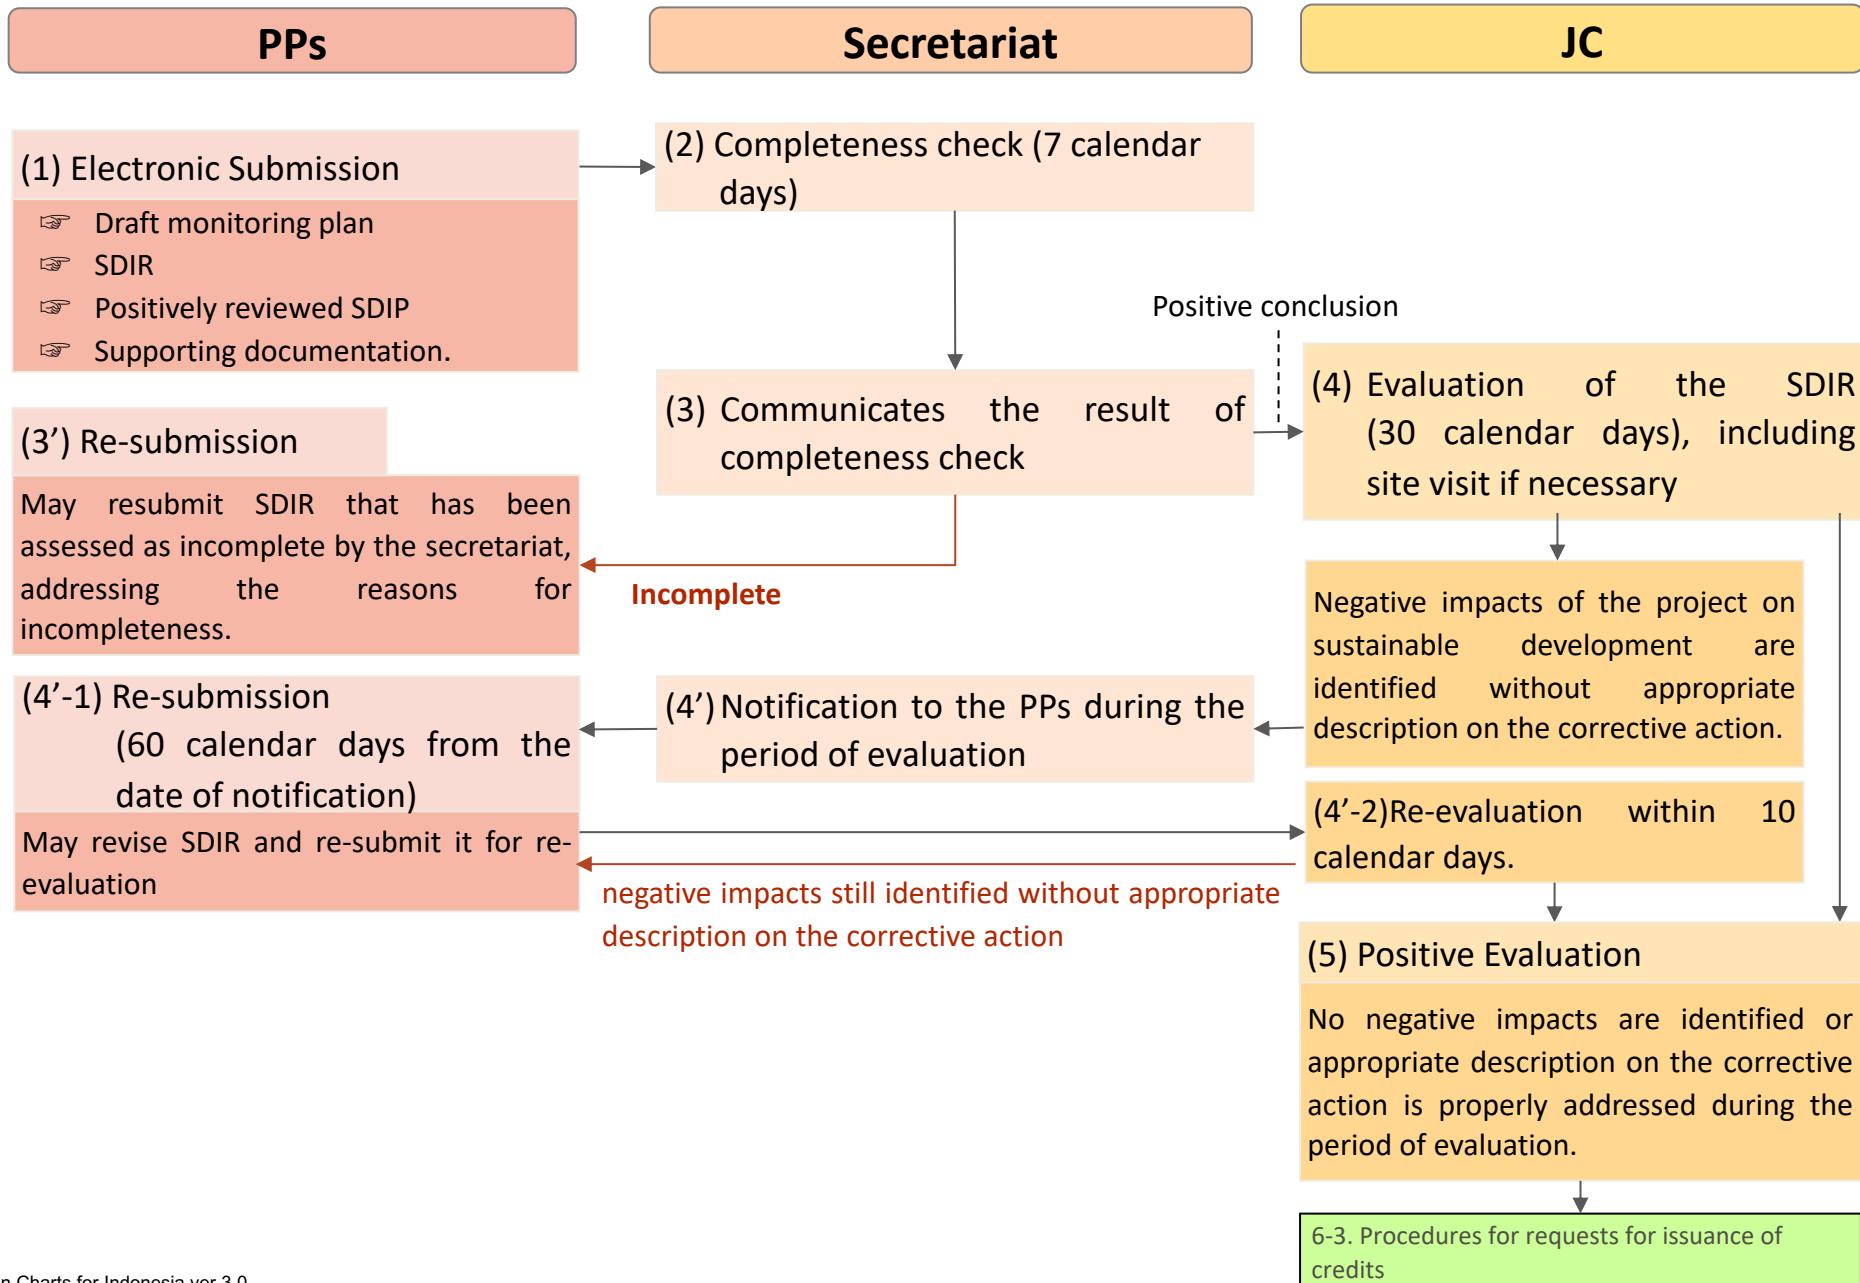 PPs
Secretariat
JC
(1) Electronic Submission
☞ Draft monitoring plan
☞ SDIR
☞ Positively reviewed SDIP
☞ Supporting documentation.
(2) Completeness check (7 calendar
days)
Positive conclusion
(3) Communicates the result of
completeness check
(4) Evaluation of the SDIR
(30 calendar days), including
site visit if necessary
(3’) Re-submission
May resubmit SDIR that has been
assessed as incomplete by the secretariat,
addressing the reasons for
incompleteness.
Incomplete
Negative impacts of the project on
sustainable development are
identified without appropriate
description on the corrective action.
(4’) Notification to the PPs during the
period of evaluation
(4’-1) Re-submission
(60 calendar days from the
date of notification)
May revise SDIR and re-submit it for re-
evaluation
(4’-2)Re-evaluation within 10
calendar days.
negative impacts still identified without appropriate
description on the corrective action
(5) Positive Evaluation
No negative impacts are identified or
appropriate description on the corrective
action is properly addressed during the
period of evaluation.
6-3. Procedures for requests for issuance of
credits
n Charts for Indonesia ver 3.0